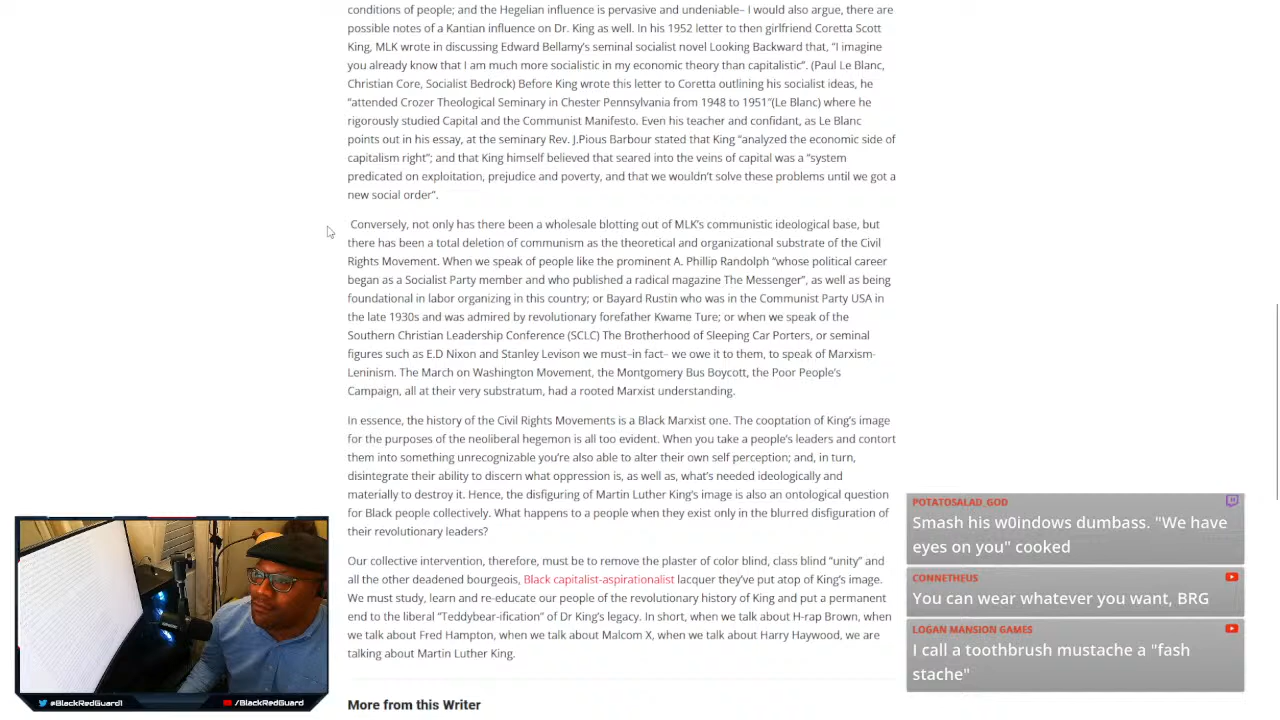 conditions of people; and the Hegelian influence is pervasive and undeniable– I would also argue, there are
possible notes of a Kantian influence on Dr. King as well. In his 1952 letter to then girlfriend Coretta Scott
King, MLK wrote in discussing Edward Bellamy's seminal socialist novel Looking Backward that, “I imagine
you already know that I am much more socialistic in my economic theory than capitalistic”. (Paul Le Blanc,
Christian Core, Socialist Bedrock) Before King wrote this letter to Coretta outlining his socialist ideas, he
“attended Crozer Theological Seminary in Chester Pennsylvania from 1948 to 1951”(Le Blanc) where he
rigorously studied Capital and the Communist Manifesto. Even his teacher and confidant, as Le Blanc
points out in his essay, at the seminary Rev. J.Pious Barbour stated that King “analyzed the economic side of
capitalism right”; and that King himself believed that seared into the veins of capital was a “system
predicated on exploitation, prejudice and poverty, and that we wouldn't solve these problems until we got a
new social order”.
Conversely, not only has there been a wholesale blotting out of MLK's communistic ideological base, but
there has been a total deletion of communism as the theoretical and organizational substrate of the Civil
Rights Movement. When we speak of people like the prominent A. Phillip Randolph “whose political career
began as a Socialist Party member and who published a radical magazine The Messenger”, as well as being
foundational in labor organizing in this country; or Bayard Rustin who was in the Communist Party USA in
the late 1930s and was admired by revolutionary forefather Kwame Ture; or when we speak of the
Southern Christian Leadership Conference (SCLC) The Brotherhood of Sleeping Car Porters, or seminal
figures such as E.D Nixon and Stanley Levison we must–in fact– we owe it to them, to speak of Marxism-
Leninism. The March on Washington Movement, the Montgomery Bus Boycott, the Poor People's
Campaign, all at their very substratum, had a rooted Marxist understanding.
In essence, the history of the Civil Rights Movements is a Black Marxist one. The cooptation of King's image
for the purposes of the neoliberal hegemon is all too evident. When you take a people's leaders and contort
them into something unrecognizable you're also able to alter their own self perception; and, in turn,
disintegrate their ability to discern what oppression is, as well as, what's needed ideologically and
materially to destroy it. Hence, the disfiguring of Martin Luther King's image is also an ontological question
for Black people collectively. What happens to a people when they exist only in the blurred disfiguration of
their revolutionary leaders?
Our collective intervention, therefore, must be to remove the plaster of color blind, class blind “unity” and
all the other deadened bourgeois, Black capitalist-aspirationalist lacquer they've put atop of King's image.
We must study, learn and re-educate our people of the revolutionary history of King and put a permanent
end to the liberal “Teddybear-ification” of Dr King's legacy. In short, when we talk about H-rap Brown, when
we talk about Fred Hampton, when we talk about Malcom X, when we talk about Harry Haywood, we are
talking about Martin Luther King.
More from this Writer
POTATOSALAD_GOD
Smash his w0indows dumbass. "We have
eyes on you" cooked
CONNETHEUS
You can wear whatever you want, BRG
LOGAN MANSION GAMES
I call a toothbrush mustache a "fash
stache"
@BlackRedGuard1
/BlackRedGuard